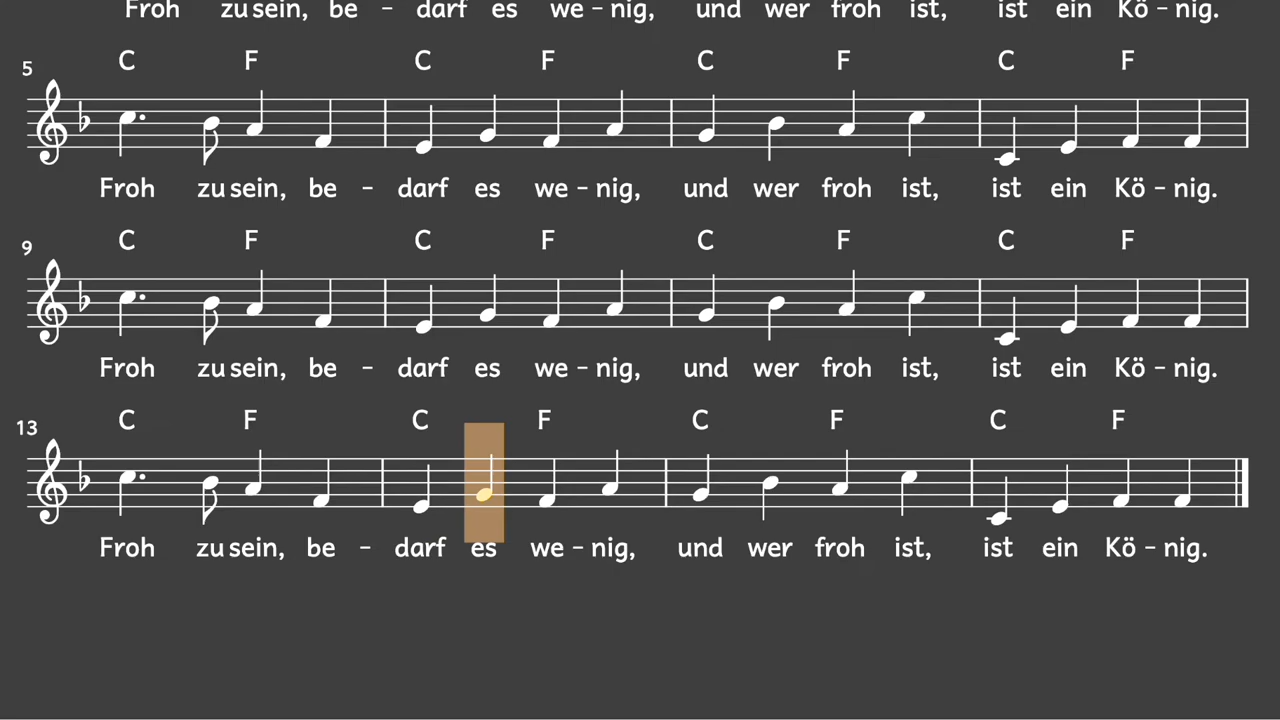 Froh zu sein, be - darf es we - nig, und wer froh ist, ist ein Kö - nig.
5
C F C F C F C F
Froh zu sein, be - darf es we - nig, und wer froh ist, ist ein Kö - nig.
9
C F C F C F C F
Froh zu sein, be - darf es we - nig, und wer froh ist, ist ein Kö - nig.
13
C F C F C F C F
Froh zu sein, be - darf es we - nig, und wer froh ist, ist ein Kö - nig.